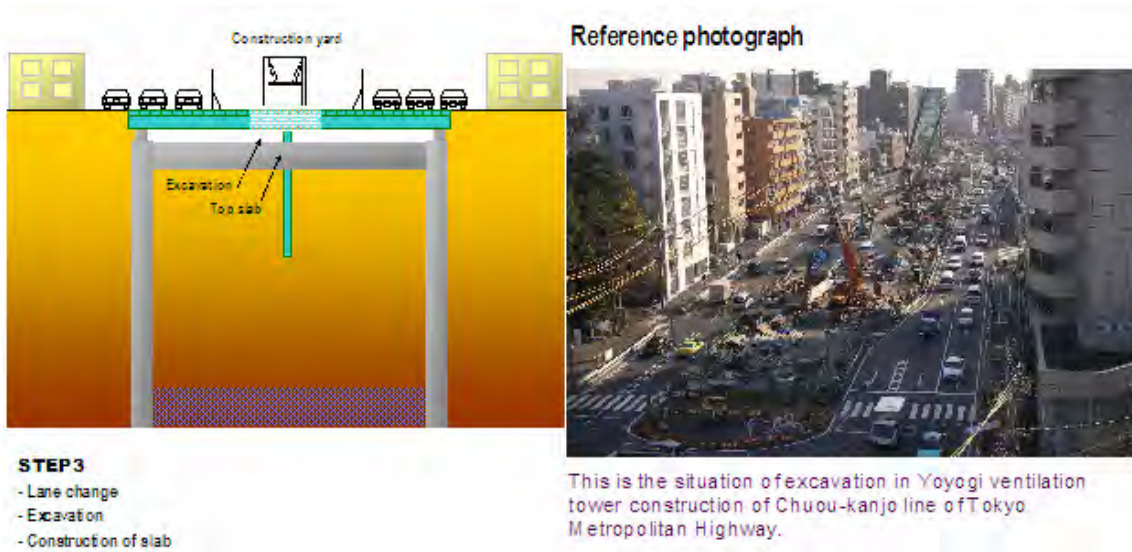 Construction yard
Excavation
Top slab
STEP3
- Lane change
- Excavation
- Construction of slab
Reference photograph
This is the situation of excavation in Yoyogi ventilation
tower construction of Chuou-kanjo line of Tokyo
Metropolitan Highway.